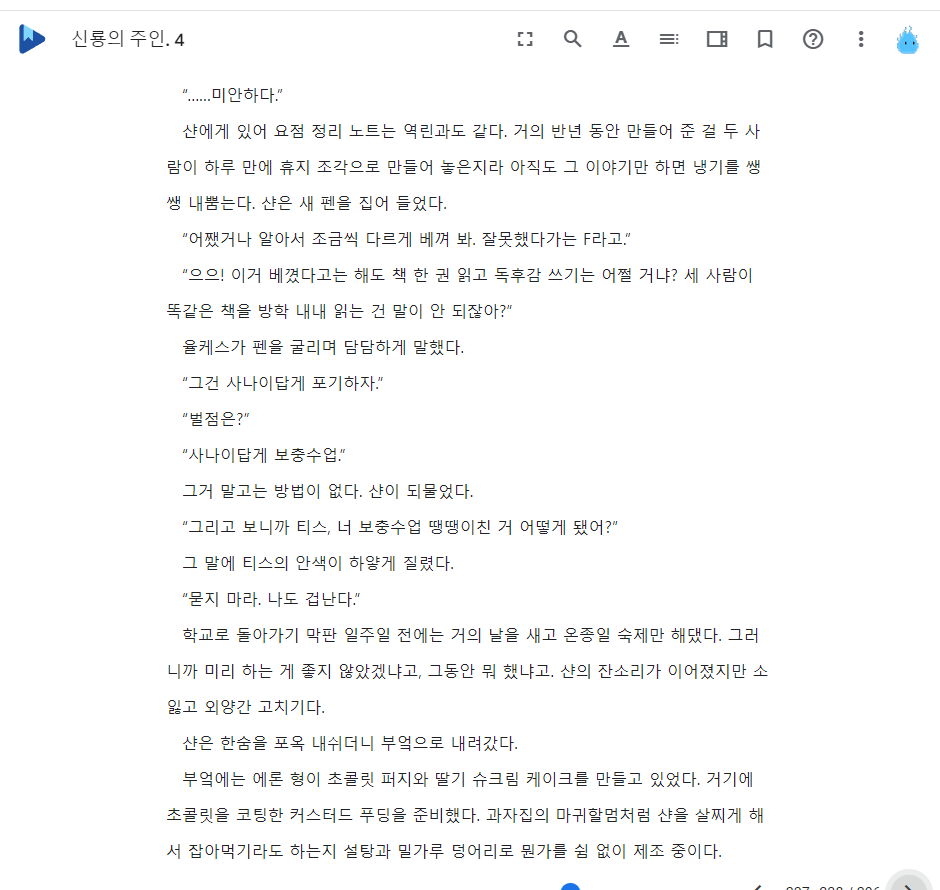 신룡의 주인. 4
“……미안하다.”
샨에게 있어 요점 정리 노트는 역린과도 같다. 거의 반년 동안 만들어 준 걸 두 사
람이 하루 만에 휴지 조각으로 만들어 놓은지라 아직도 그 이야기만 하면 냉기를 쌩
쌩 내뿜는다. 샨은 새 펜을 집어 들었다.
“어쨌거나 알아서 조금씩 다르게 베껴 봐. 잘못했다가는 F라고.”
“으으! 이거 베꼈다고는 해도 책 한 권 읽고 독후감 쓰기는 어쩔 거냐? 세 사람이
똑같은 책을 방학 내내 읽는 건 말이 안 되잖아?”
율케스가 펜을 굴리며 담담하게 말했다.
“그건 사나이답게 포기하자.”
“벌점은?”
“사나이답게 보충수업.”
그거 말고는 방법이 없다. 샨이 되물었다.
“그리고 보니까 티스, 너 보충수업 땡땡이친 거 어떻게 됐어?”
그 말에 티스의 안색이 하얗게 질렸다.
“묻지 마라. 나도 겁난다.”
학교로 돌아가기 막판 일주일 전에는 거의 날을 새고 온종일 숙제만 해댔다. 그러
니까 미리 하는 게 좋지 않았겠냐고, 그동안 뭐 했냐고. 샨의 잔소리가 이어졌지만 소
잃고 외양간 고치기다.
샨은 한숨을 포옥 내쉬더니 부엌으로 내려갔다.
부엌에는 에론 형이 초콜릿 퍼지와 딸기 슈크림 케이크를 만들고 있었다. 거기에
초콜릿을 코팅한 커스터드 푸딩을 준비했다. 과자집의 마귀할멈처럼 샨을 살찌게 해
서 잡아먹기라도 하는지 설탕과 밀가루 덩어리로 뭔가를 쉼 없이 제조 중이다.